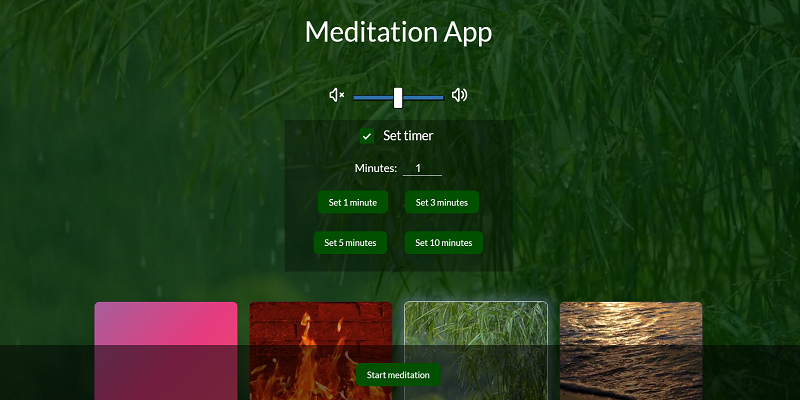 Meditation App
Set timer
Minutes: 1
Set 1 minute Set 3 minutes
Set 5 minutes Set 10 minutes
Start meditation